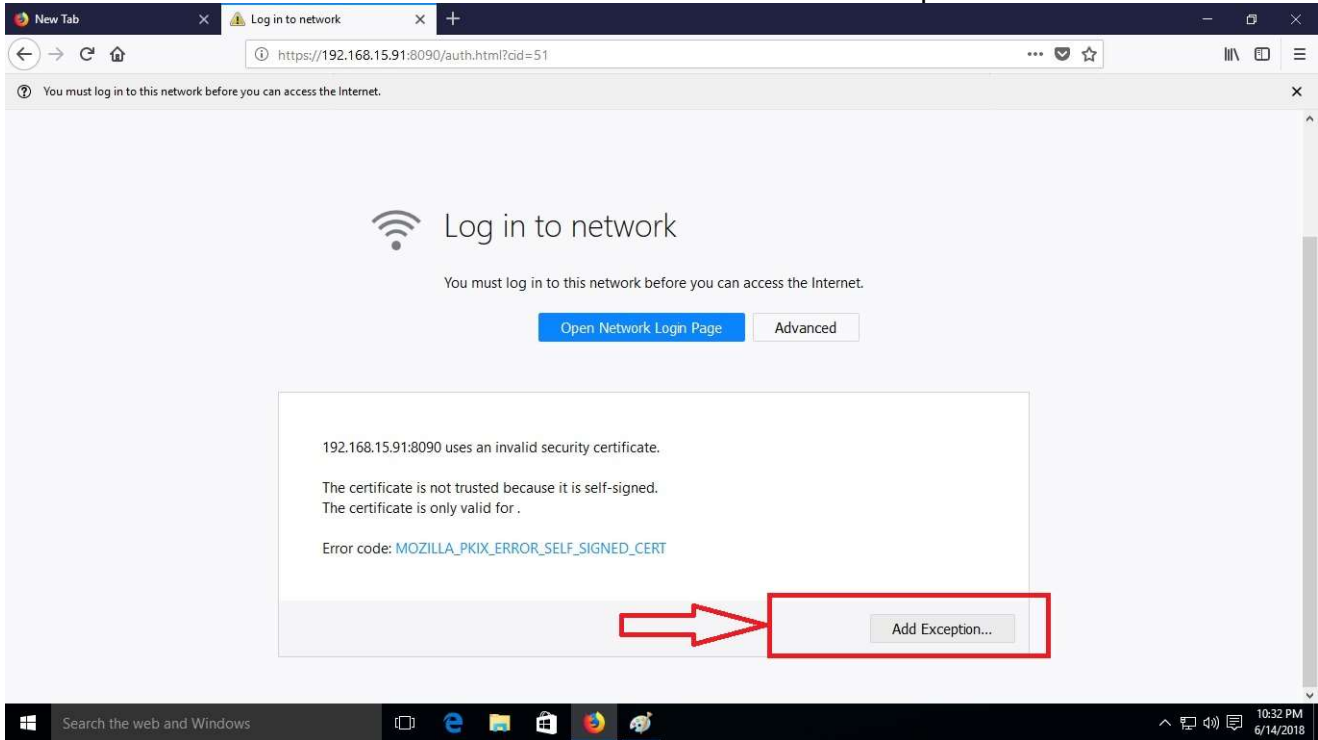 New Tab
Log in to network
https://192.168.15.91:8090/auth.html?cid=51
You must log in to this network before you can access the Internet.
Log in to network
You must log in to this network before you can access the Internet.
Open Network Login Page
Advanced
192.168.15.91:8090 uses an invalid security certificate.
The certificate is not trusted because it is self-signed.
The certificate is only valid for .
Error code: MOZILLA_PKIX_ERROR_SELF_SIGNED_CERT
Add Exception...
Search the web and Windows
10:32 PM
6/14/2018